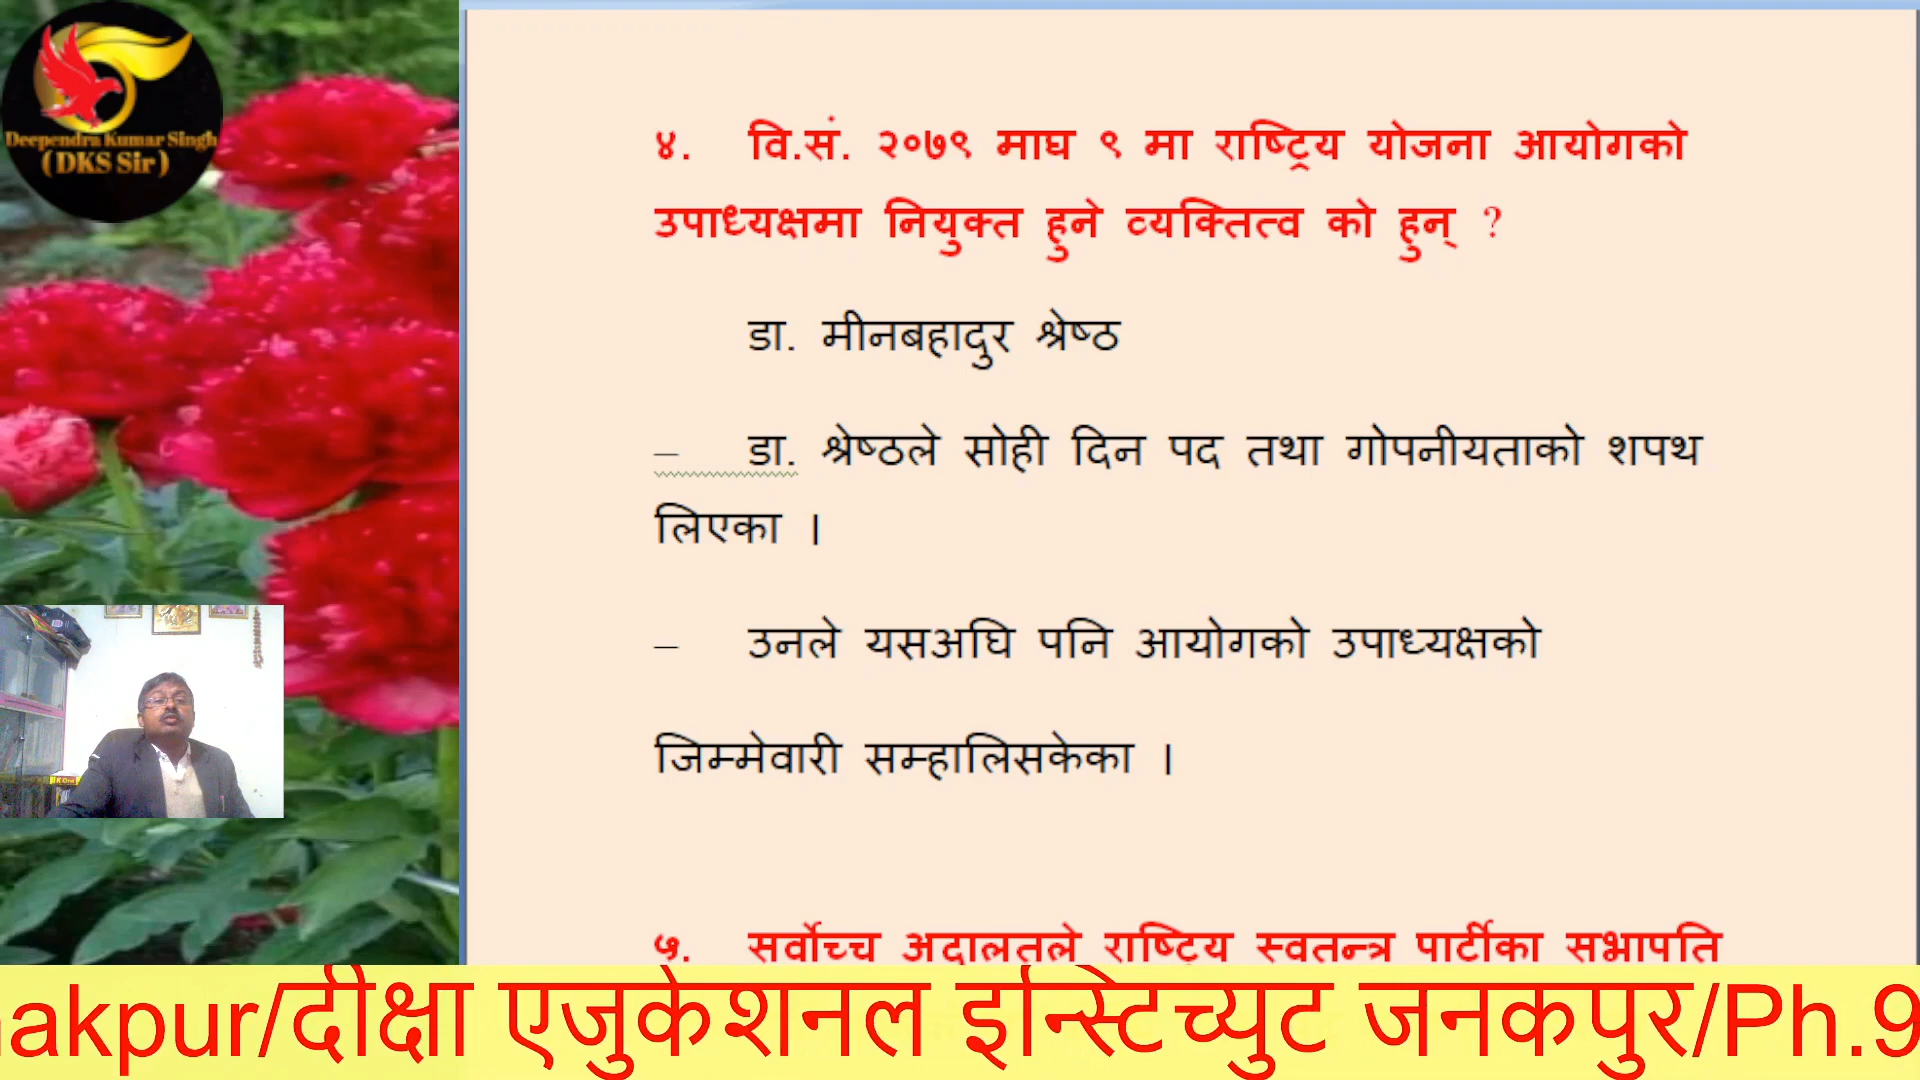 Deependra Kumar Singh
(DKS Sir)
४. वि.सं. २०७९ माघ ९ मा राष्ट्रिय योजना आयोगको
उपाध्यक्षमा नियुक्त हुने व्यक्तित्व को हुन् ?
डा. मीनबहादुर श्रेष्ठ
– डा. श्रेष्ठले सोही दिन पद तथा गोपनीयताको शपथ
लिएका ।
– उनले यसअघि पनि आयोगको उपाध्यक्षको
जिम्मेवारी सम्हालिसकेका ।
५. सर्वोच्च अदालतले राष्ट्रिय स्वतन्त्र पार्टीका सभापति
akpur/दीक्षा एजुकेशनल इन्स्टिच्युट जनकपुर/Ph.9